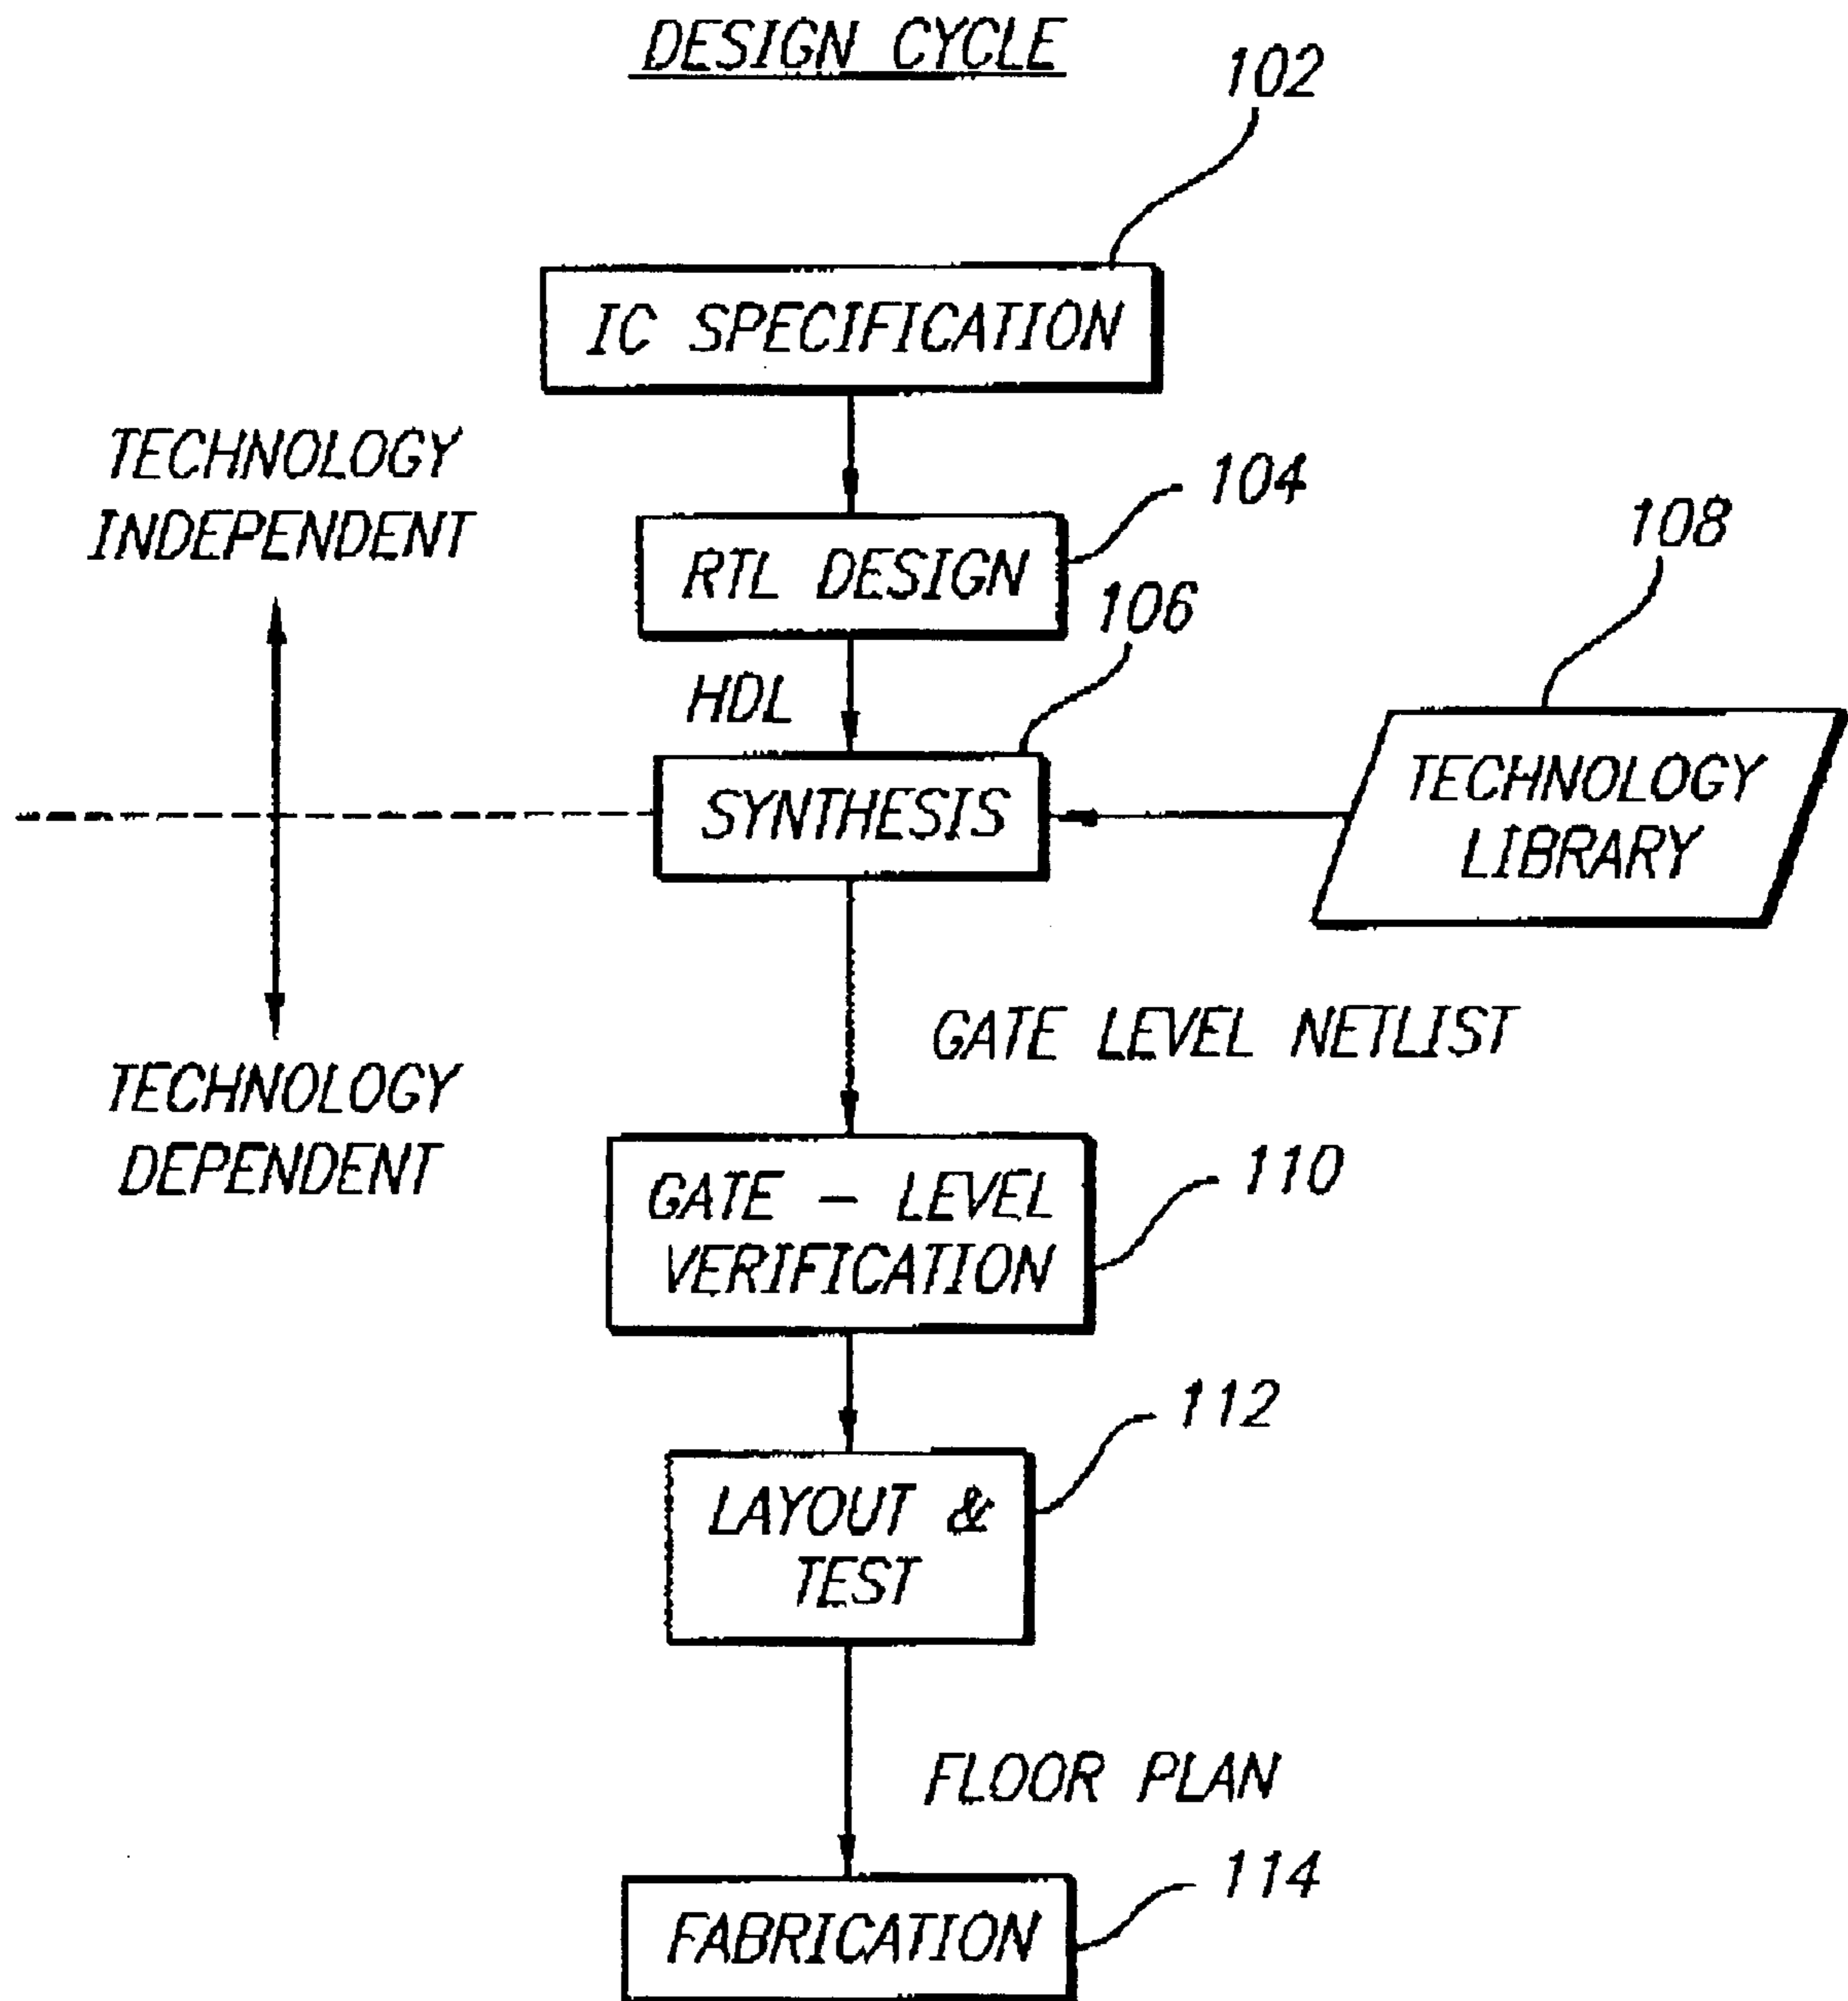 DESIGN CYCLE
102
IC SPECIFICATION
TECHNOLOGY
INDEPENDENT
104
RTL DESIGN
108
106
HDL
TECHNOLOGY
LIBRARY
SYNTHESIS
GATE LEVEL NETLIST
TECHNOLOGY
DEPENDENT
110
GATE - LEVEL
VERIFICATION
112
LAYOUT &
TEST
FLOOR PLAN
114
FABRICATION